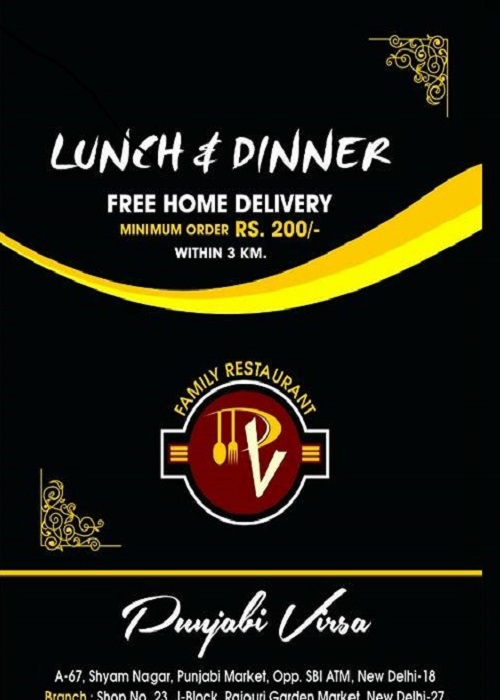 LUNCH & DINNER
FREE HOME DELIVERY
MINIMUM ORDER RS. 200/-
WITHIN 3 KM.
FAMILY RESTAURANT
PV
Punjabi Virsa
A-67, Shyam Nagar, Punjabi Market, Opp. SBI ATM, New Delhi-18
Branch : Shop No. 23, J-Block, Rajouri Garden Market, New Delhi-27